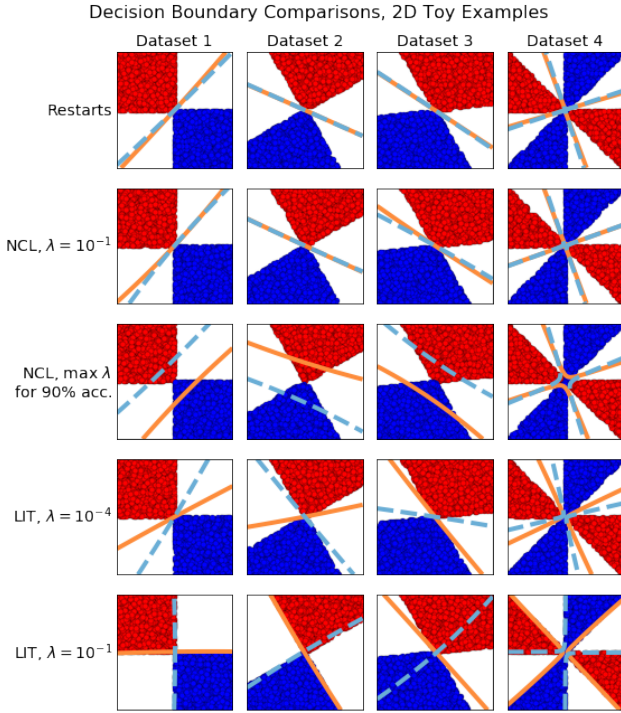 Decision Boundary Comparisons, 2D Toy Examples
Dataset 1 Dataset 2 Dataset 3 Dataset 4
Restarts
NCL, λ = 10⁻¹
NCL, max λ
for 90% acc.
LIT, λ = 10⁻⁴
LIT, λ = 10⁻¹